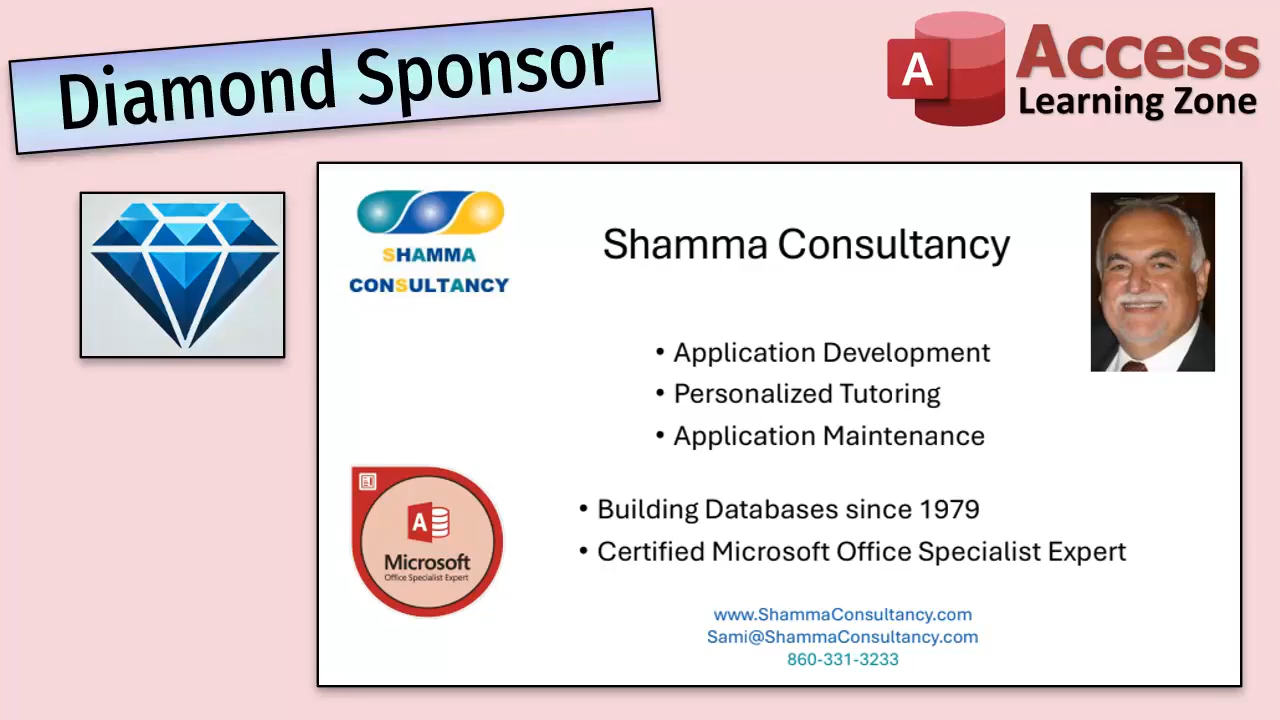 Diamond Sponsor
A
Access
Learning Zone
SHAMMA
CONSULTANCY
Shamma Consultancy
• Application Development
• Personalized Tutoring
• Application Maintenance
A
Microsoft
Office Specialist Expert
• Building Databases since 1979
• Certified Microsoft Office Specialist Expert
www.ShammaConsultancy.com
Sami@ShammaConsultancy.com
860-331-3233